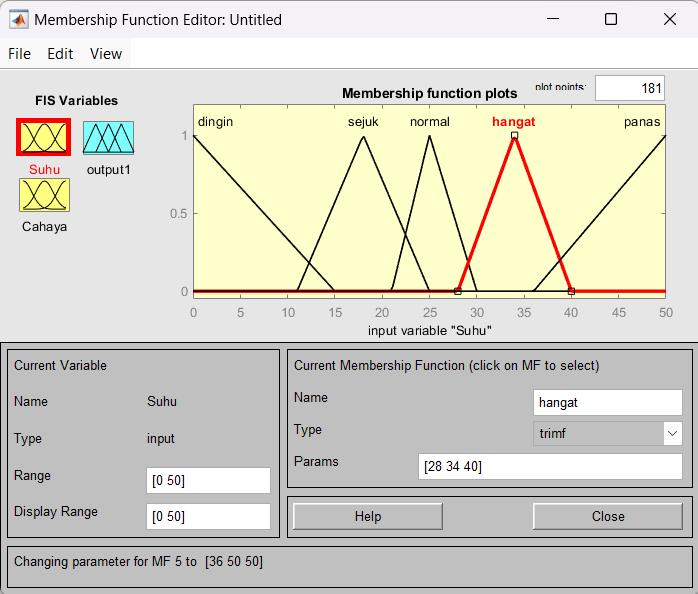 Membership Function Editor: Untitled
File Edit View
FIS Variables
Suhu
output1
Cahaya
Membership function plots
plot points:
181
dingin sejuk normal hangat panas
1
0.5
0
0 5 10 15 20 25 30 35 40 45 50
input variable "Suhu"
Current Variable
Name Suhu
Type input
Range [0 50]
Display Range [0 50]
Current Membership Function (click on MF to select)
Name hangat
Type trimf
Params [28 34 40]
Help Close
Changing parameter for MF 5 to [36 50 50]